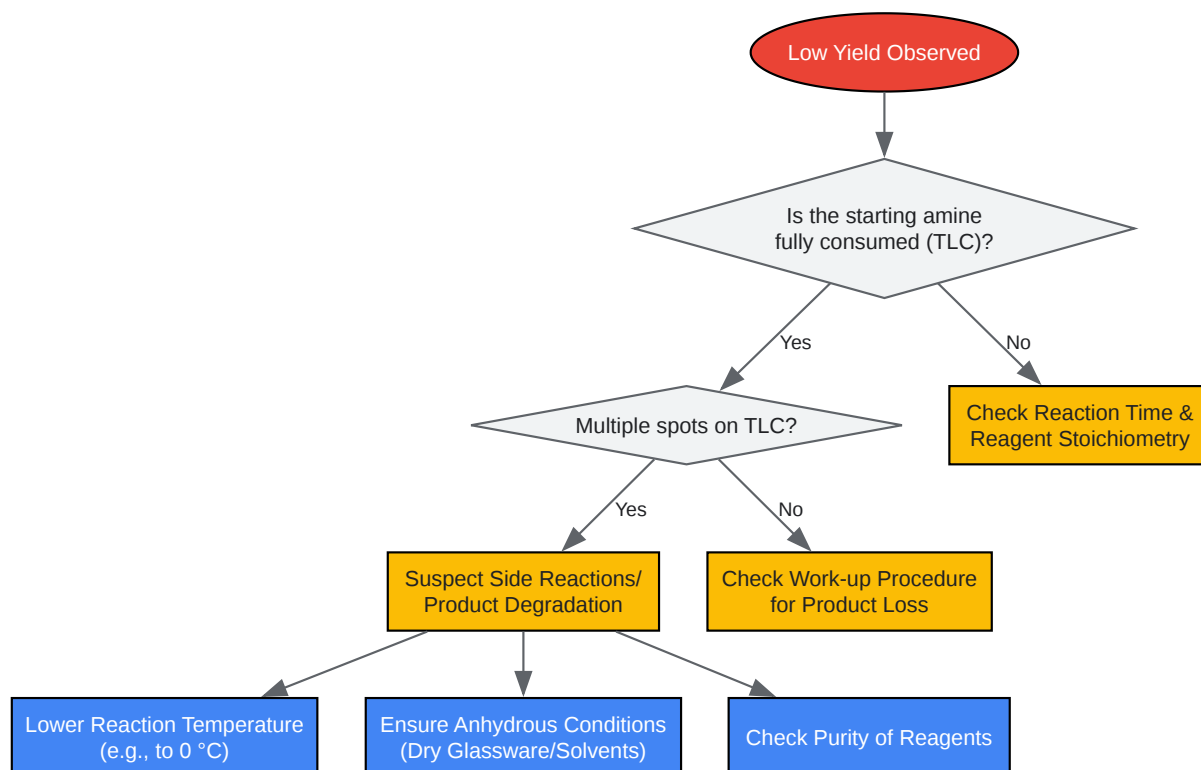 Low Yield Observed
Is the starting amine
fully consumed (TLC)?
Yes
No
Multiple spots on TLC?
Check Reaction Time &
Reagent Stoichiometry
Yes
No
Suspect Side Reactions/
Product Degradation
Check Work-up Procedure
for Product Loss
Lower Reaction Temperature
(e.g., to 0 °C)
Ensure Anhydrous Conditions
(Dry Glassware/Solvents)
Check Purity of Reagents